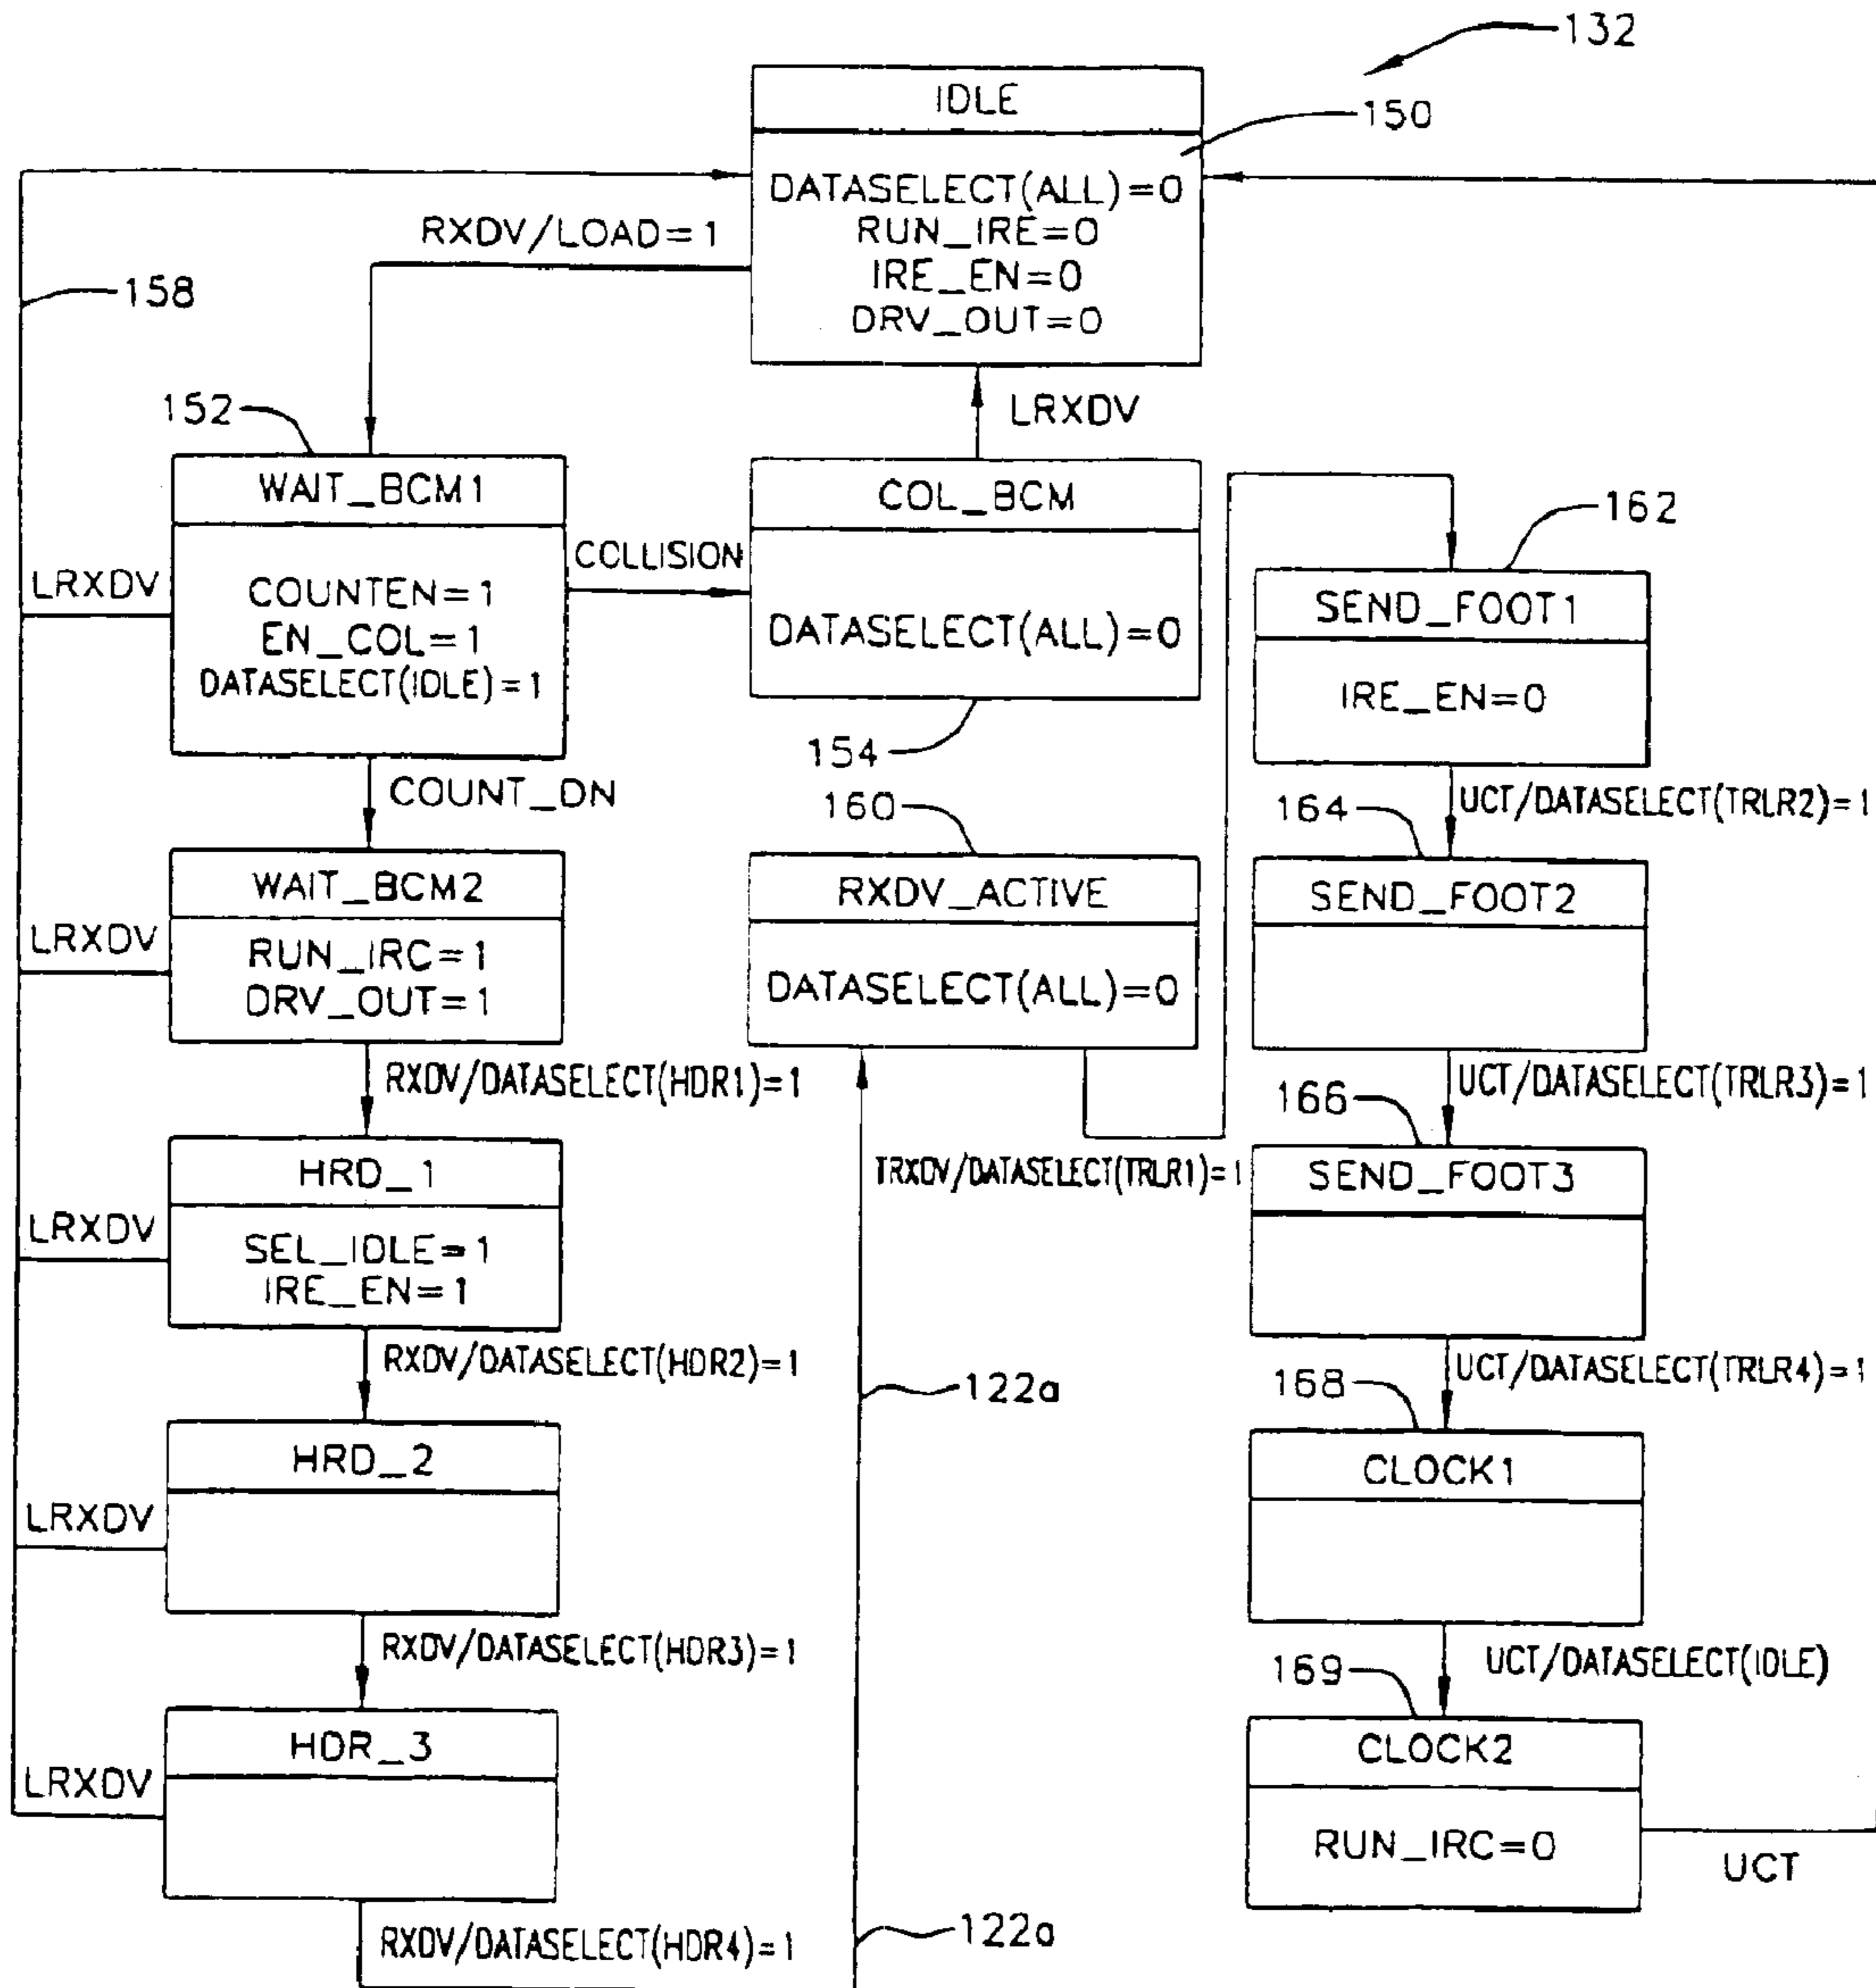 132
IDLE
150
DATASELECT(ALL)=0
RUN_IRE=0
IRE_EN=0
DRV_OUT=0
RXDV/LOAD=1
158
LRXDV
152
WAIT_BCM1
COUNTEN=1
EN_COL=1
DATASELECT(IDLE)=1
LRXDV
COLLISION
COL_BCM
DATASELECT(ALL)=0
154
COUNT_DN
WAIT_BCM2
RUN_IRC=1
DRV_OUT=1
LRXDV
RXDV/DATASELECT(HDR1)=1
HRD_1
SEL_IDLE=1
IRE_EN=1
LRXDV
RXDV/DATASELECT(HDR2)=1
HRD_2
LRXDV
RXDV/DATASELECT(HDR3)=1
HDR_3
LRXDV
RXDV/DATASELECT(HDR4)=1
122a
122a
160
RXDV_ACTIVE
DATASELECT(ALL)=0
TRXDV/DATASELECT(TRLR1)=1
162
SEND_FOOT1
IRE_EN=0
UCT/DATASELECT(TRLR2)=1
164
SEND_FOOT2
UCT/DATASELECT(TRLR3)=1
166
SEND_FOOT3
UCT/DATASELECT(TRLR4)=1
168
CLOCK1
UCT/DATASELECT(IDLE)
169
CLOCK2
RUN_IRC=0
UCT